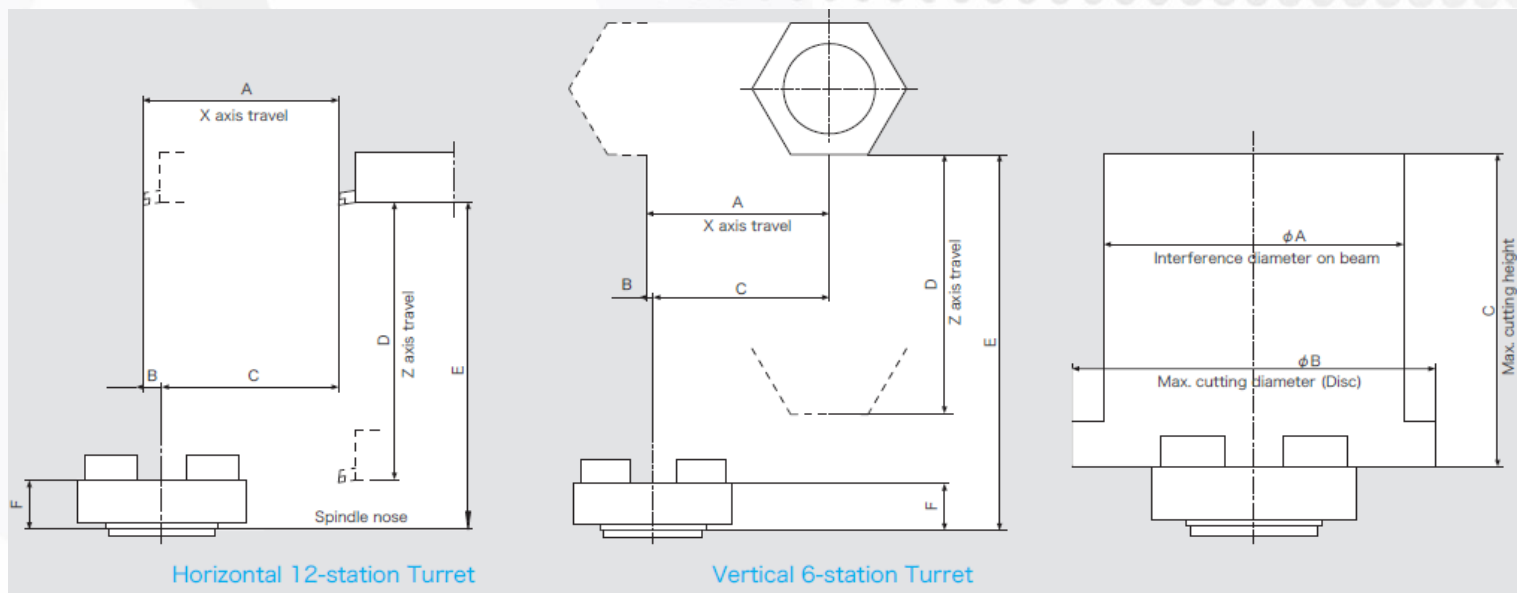 A
X axis travel
B
C
D
Z axis travel
E
F
Spindle nose
Horizontal 12-station Turret
A
X axis travel
B
C
D
Z axis travel
E
F
Vertical 6-station Turret
φA
Interference diameter on beam
φB
Max. cutting diameter (Disc)
C
Max. cutting height